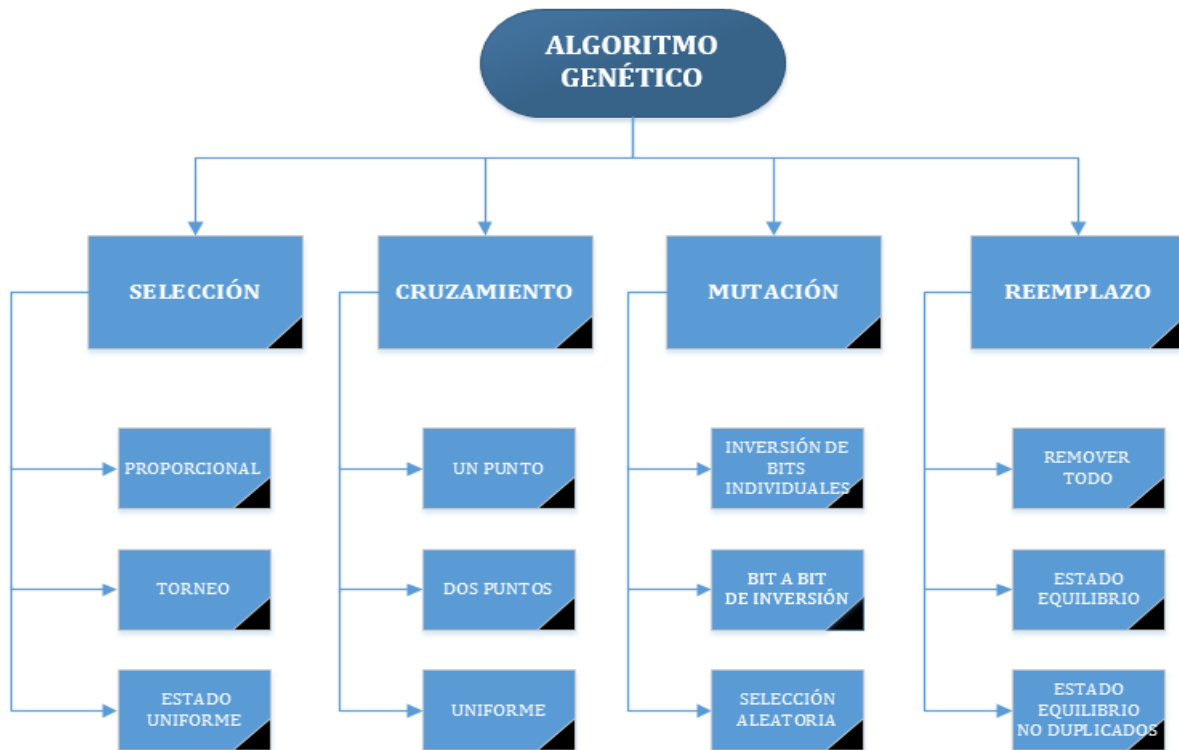 ALGORITMO
GENÉTICO
SELECCIÓN
CRUZAMIENTO
MUTACIÓN
REEMPLAZO
PROPORCIONAL
UN PUNTO
INVERSIÓN DE
BITS
INDIVIDUALES
REMOVER
TODO
TORNEO
DOS PUNTOS
BIT A BIT
DE INVERSIÓN
ESTADO
EQUILIBRIO
ESTADO
UNIFORME
UNIFORME
SELECCIÓN
ALEATORIA
ESTADO
EQUILIBRIO
NO DUPLICADOS